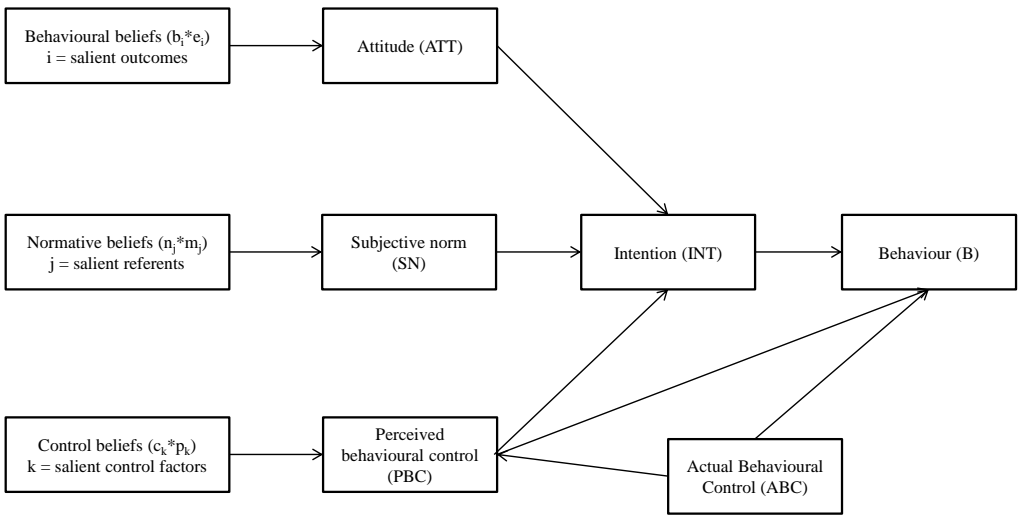 Behavioural beliefs (bi*ei)
i = salient outcomes
Attitude (ATT)
Normative beliefs (nj*mj)
j = salient referents
Subjective norm
(SN)
Intention (INT)
Behaviour (B)
Control beliefs (ck*pk)
k = salient control factors
Perceived
behavioural control
(PBC)
Actual Behavioural
Control (ABC)